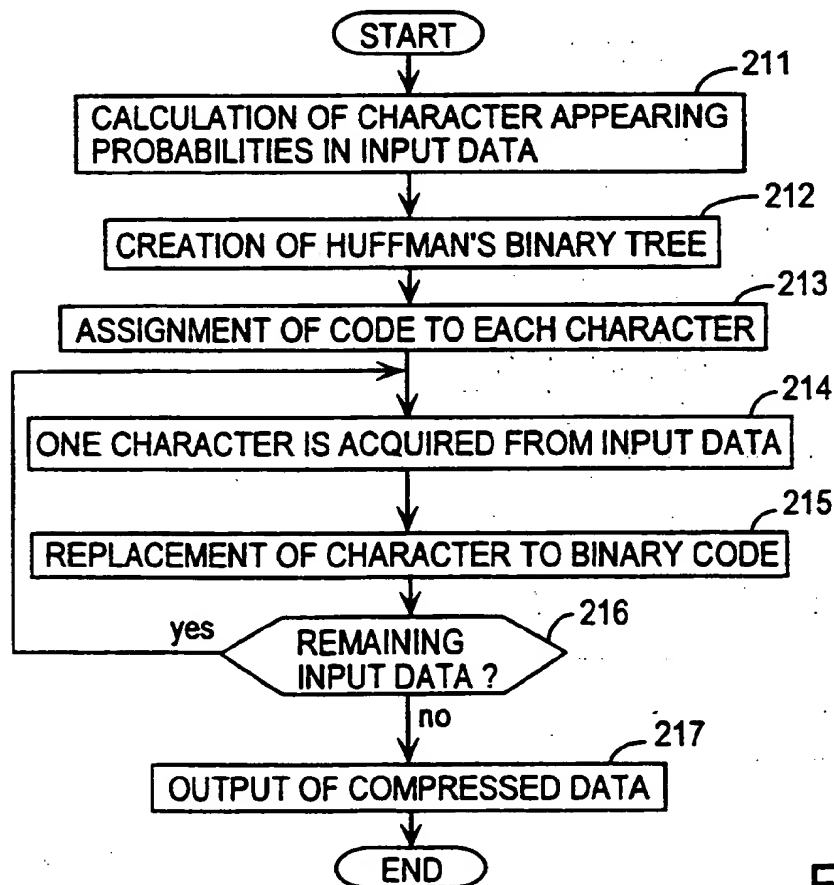 START
211
CALCULATION OF CHARACTER APPEARING
PROBABILITIES IN INPUT DATA
212
CREATION OF HUFFMAN'S BINARY TREE
213
ASSIGNMENT OF CODE TO EACH CHARACTER
214
ONE CHARACTER IS ACQUIRED FROM INPUT DATA
215
REPLACEMENT OF CHARACTER TO BINARY CODE
216
yes
REMAINING
INPUT DATA ?
no
217
OUTPUT OF COMPRESSED DATA
END